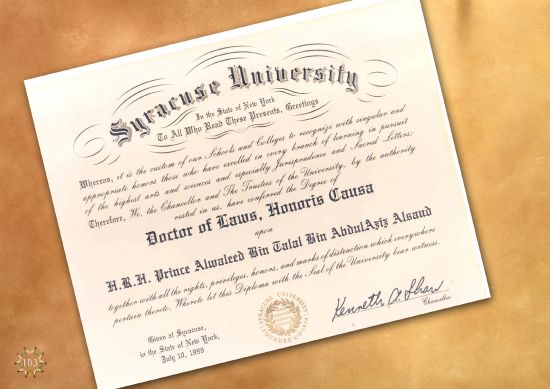 Syracuse University
In the State of New York
To All Who Read These Presents, Greetings
Whereas, it is the custom of our Schools and Colleges to recognize with singular and
appropriate honors those who have excelled in every branch of learning in pursuit
of the highest arts and sciences and especially Jurisprudence and Sacred Letters:
Therefore, We, the Chancellor and The Trustees of the University, by the authority
vested in us, have conferred the Degree of
Doctor of Laws, Honoris Causa
upon
H.R.H. Prince Alwaleed Bin Talal Bin AbdulAziz Alsaud
together with all the rights, privileges, honors, and marks of distinction which everywhere
pertain thereto. Whereto let this Diploma with the Seal of the University bear witness.
Given at Syracuse,
in the State of New York,
July 10, 1999
SYRACUSE UNIVERSITY
Kenneth A. Shaw
Chancellor
103